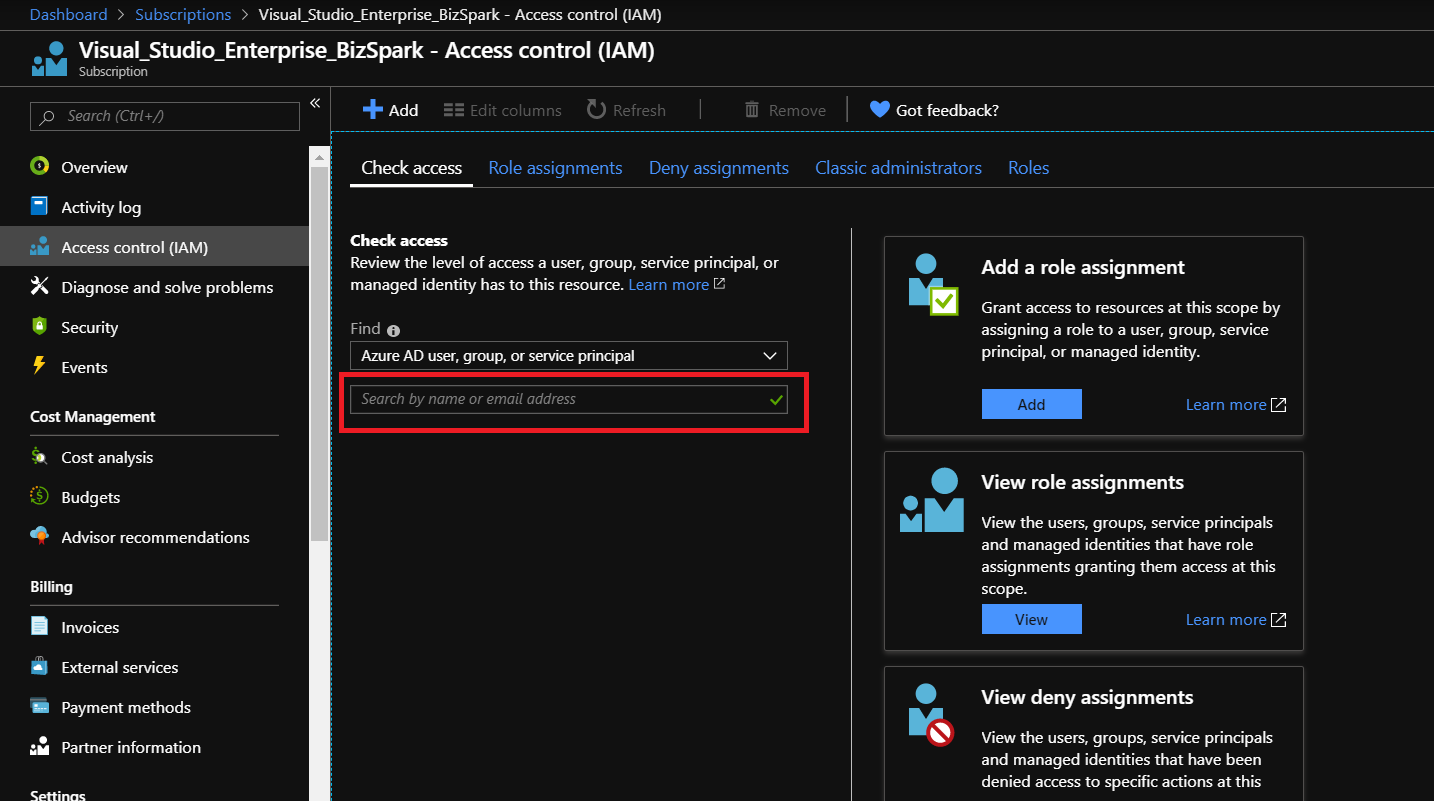 Dashboard > Subscriptions > Visual_Studio_Enterprise_BizSpark - Access control (IAM)
Visual_Studio_Enterprise_BizSpark - Access control (IAM)
Subscription
Search (Ctrl+/)
«
Overview
Activity log
Access control (IAM)
Diagnose and solve problems
Security
Events
Cost Management
Cost analysis
Budgets
Advisor recommendations
Billing
Invoices
External services
Payment methods
Partner information
Settings
Add Edit columns Refresh Remove Got feedback?
Check access Role assignments Deny assignments Classic administrators Roles
Check access
Review the level of access a user, group, service principal, or
managed identity has to this resource. Learn more
Find
Azure AD user, group, or service principal
Search by name or email address
Add a role assignment
Grant access to resources at this scope by
assigning a role to a user, group, service
principal, or managed identity.
Add Learn more
View role assignments
View the users, groups, service principals
and managed identities that have role
assignments granting them access at this
scope.
View Learn more
View deny assignments
View the users, groups, service principals
and managed identities that have been
denied access to specific actions at this